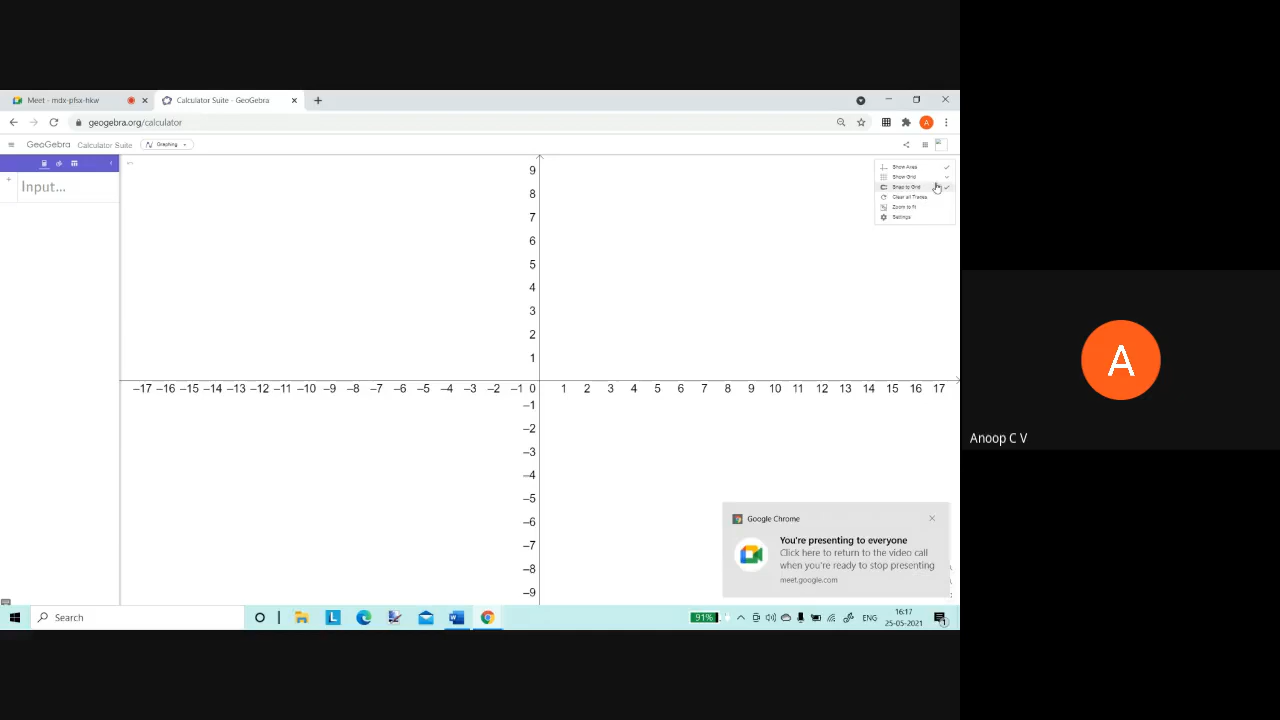 Meet - mdx-pfsx-hkw
Calculator Suite - GeoGebra
geogebra.org/calculator
A
GeoGebra
Calculator Suite
Graphing
Input...
Show Axes
Show Grid
Snap to Grid
Clear all Traces
Zoom to fit
Settings
9
8
7
6
5
4
3
2
1
–17 –16 –15 –14 –13 –12 –11 –10 –9 –8 –7 –6 –5 –4 –3 –2 –1 0 1 2 3 4 5 6 7 8 9 10 11 12 13 14 15 16 17
–1
–2
–3
–4
–5
–6
–7
–8
–9
A
Anoop C V
Google Chrome
You're presenting to everyone
Click here to return to the video call
when you're ready to stop presenting
meet.google.com
Search
L
91%
ENG
16:17
25-05-2021
1